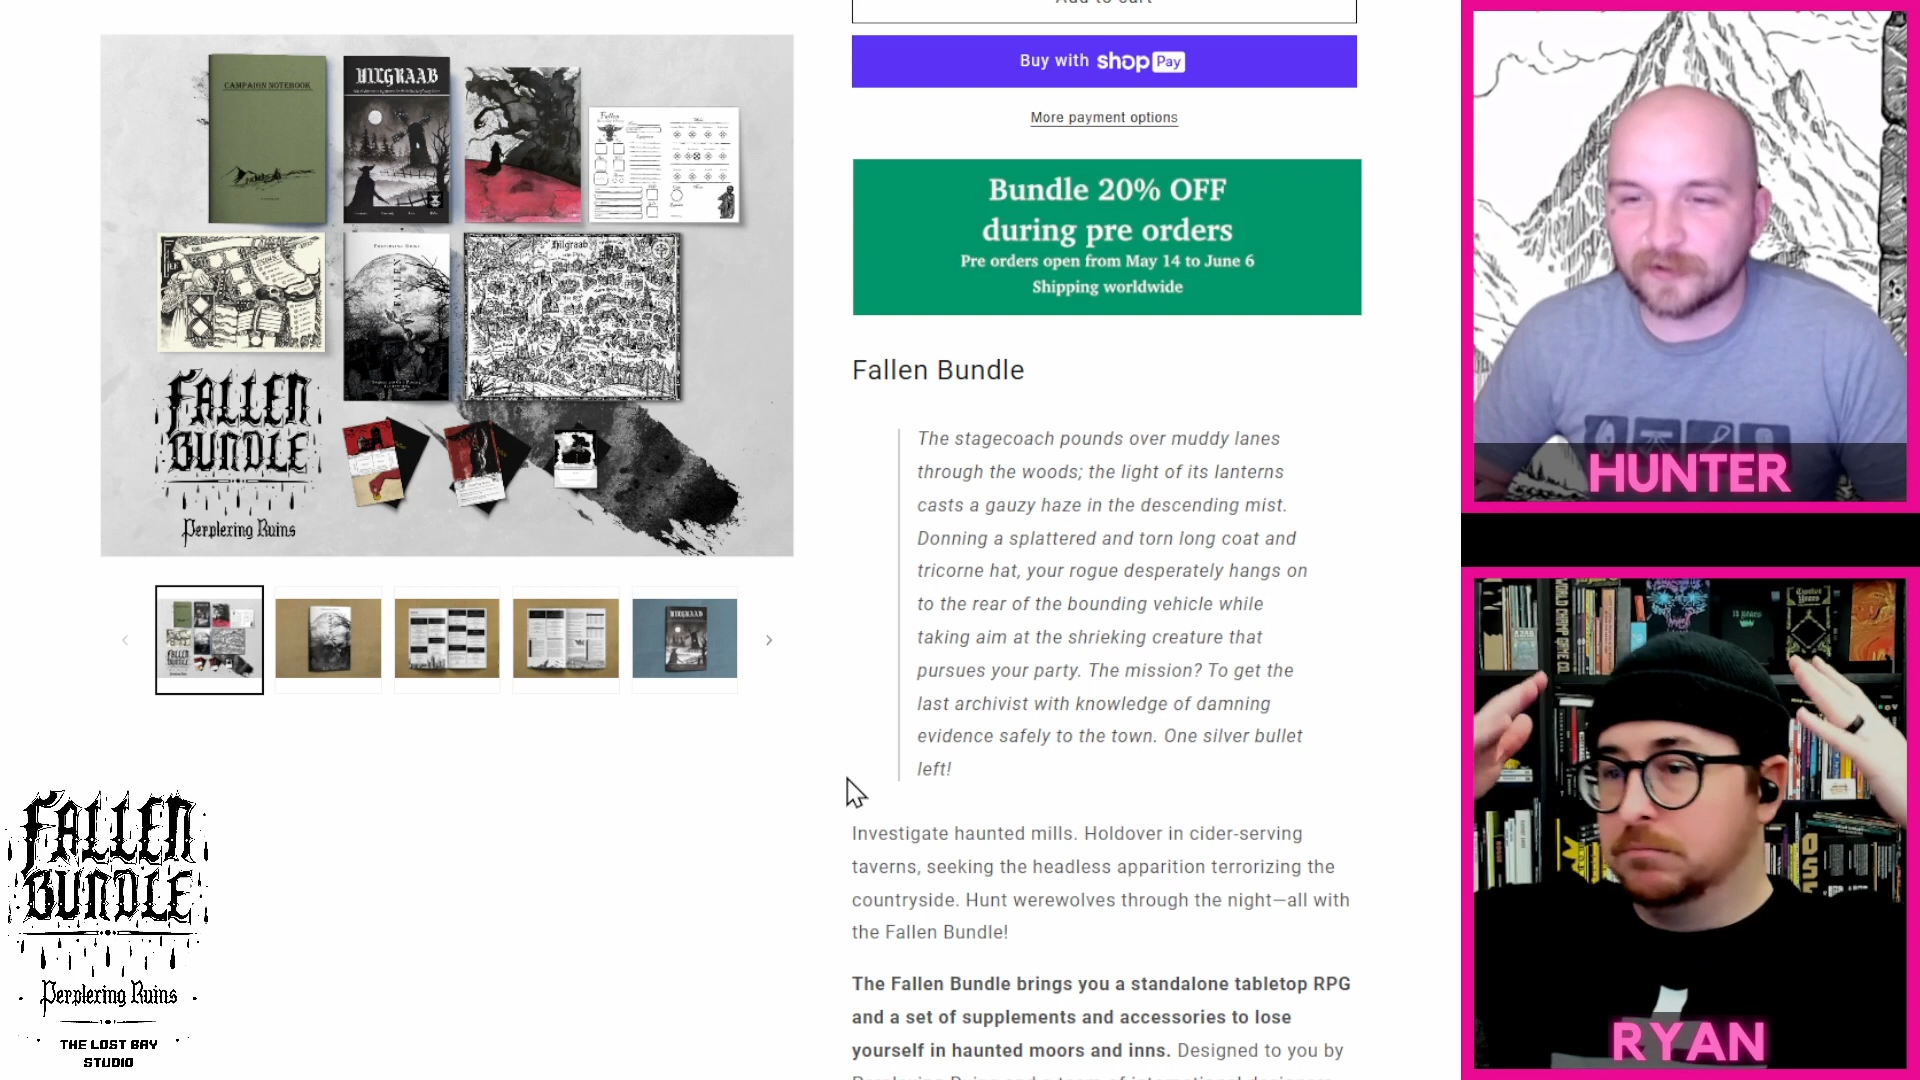 Add to cart
Buy with shop Pay
More payment options
Bundle 20% OFF
during pre orders
Pre orders open from May 14 to June 6
Shipping worldwide
Fallen Bundle
The stagecoach pounds over muddy lanes
through the woods; the light of its lanterns
casts a gauzy haze in the descending mist.
Donning a splattered and torn long coat and
tricorne hat, your rogue desperately hangs on
to the rear of the bounding vehicle while
taking aim at the shrieking creature that
pursues your party. The mission? To get the
last archivist with knowledge of damning
evidence safely to the town. One silver bullet
left!
Investigate haunted mills. Holdover in cider-serving
taverns, seeking the headless apparition terrorizing the
countryside. Hunt werewolves through the night—all with
the Fallen Bundle!
The Fallen Bundle brings you a standalone tabletop RPG
and a set of supplements and accessories to lose
yourself in haunted moors and inns. Designed to you by
CAMPAIGN NOTEBOOK
HILGRAAB
Fallen
Hilgraab
FALLEN
FALLEN
BUNDLE
Perplexing Ruins
HILGRAAB
FALLEN
BUNDLE
Perplexing Ruins
THE LOST BAY
STUDIO
HUNTER
RYAN